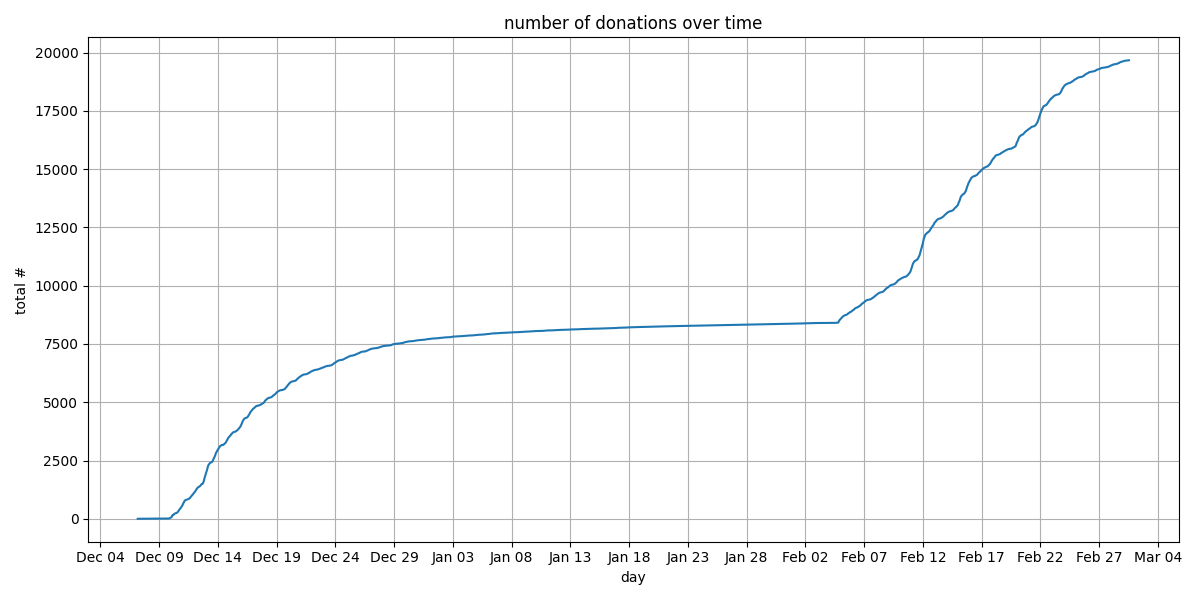 number of donations over time
20000
17500
15000
12500
10000
7500
5000
2500
0
total #
Dec 04 Dec 09 Dec 14 Dec 19 Dec 24 Dec 29 Jan 03 Jan 08 Jan 13 Jan 18 Jan 23 Jan 28 Feb 02 Feb 07 Feb 12 Feb 17 Feb 22 Feb 27 Mar 04
day